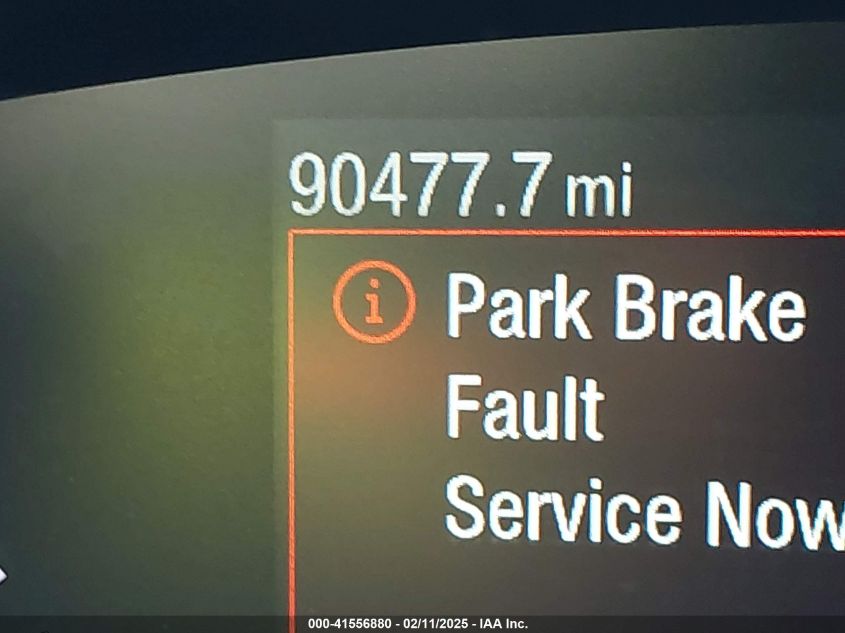 90477.7 mi
i Park Brake
Fault
Service Now
000-41556880 - 02/11/2025 - IAA Inc.